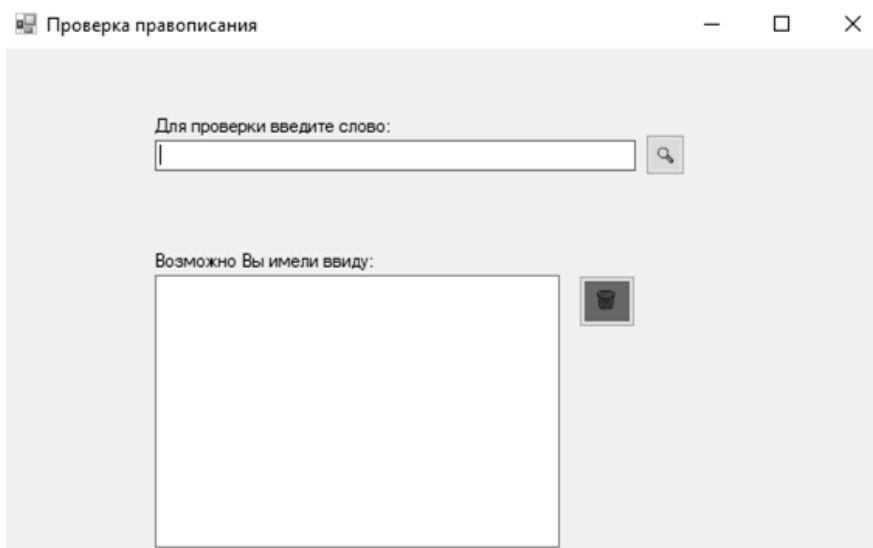 Проверка правописания
Для проверки введите слово:
Возможно Вы имели ввиду: